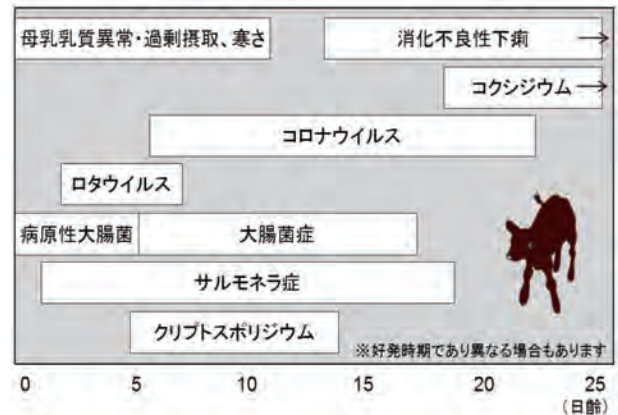 母乳乳質異常・過剰摂取、寒さ
消化不良性下痢
コクシジウム
コロナウイルス
ロタウイルス
病原性大腸菌
大腸菌症
サルモネラ症
クリプトスポリジウム
※好発時期であり異なる場合もあります
0 5 10 15 20 25
(日齢)